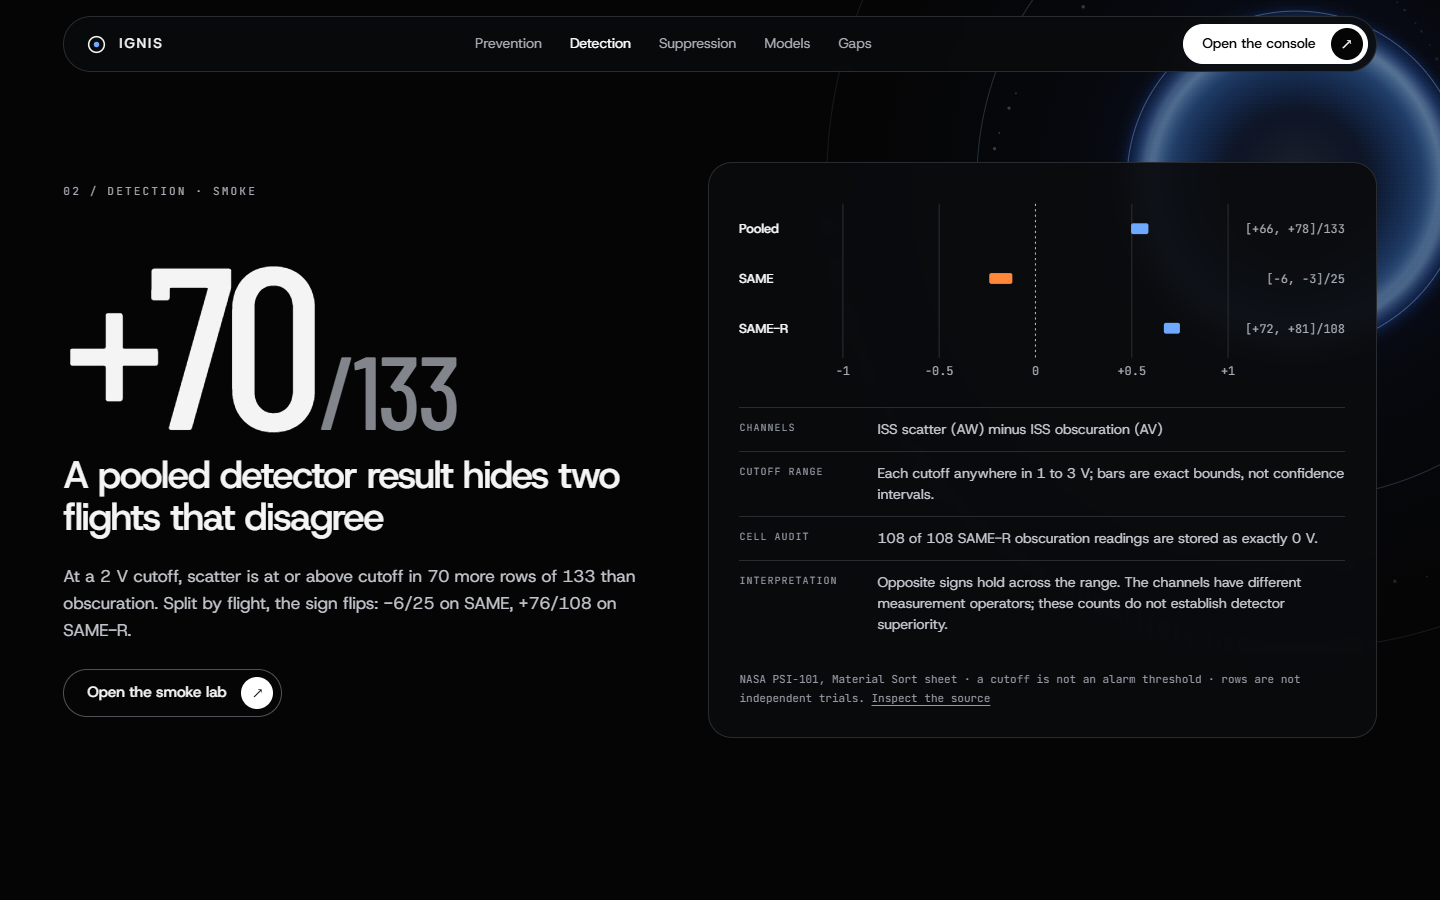 IGNIS
Prevention
Detection
Suppression
Models
Gaps
Open the console ↗
02 / DETECTION · SMOKE
+70/133
A pooled detector result hides two
flights that disagree
At a 2 V cutoff, scatter is at or above cutoff in 70 more rows of 133 than
obscuration. Split by flight, the sign flips: −6/25 on SAME, +76/108 on
SAME-R.
Open the smoke lab ↗
Pooled [+66, +78]/133
SAME [-6, -3]/25
SAME-R [+72, +81]/108
-1 -0.5 0 +0.5 +1
CHANNELS
ISS scatter (AW) minus ISS obscuration (AV)
CUTOFF RANGE
Each cutoff anywhere in 1 to 3 V; bars are exact bounds, not confidence
intervals.
CELL AUDIT
108 of 108 SAME-R obscuration readings are stored as exactly 0 V.
INTERPRETATION
Opposite signs hold across the range. The channels have different
measurement operators; these counts do not establish detector
superiority.
NASA PSI-101, Material Sort sheet · a cutoff is not an alarm threshold · rows are not
independent trials. Inspect the source